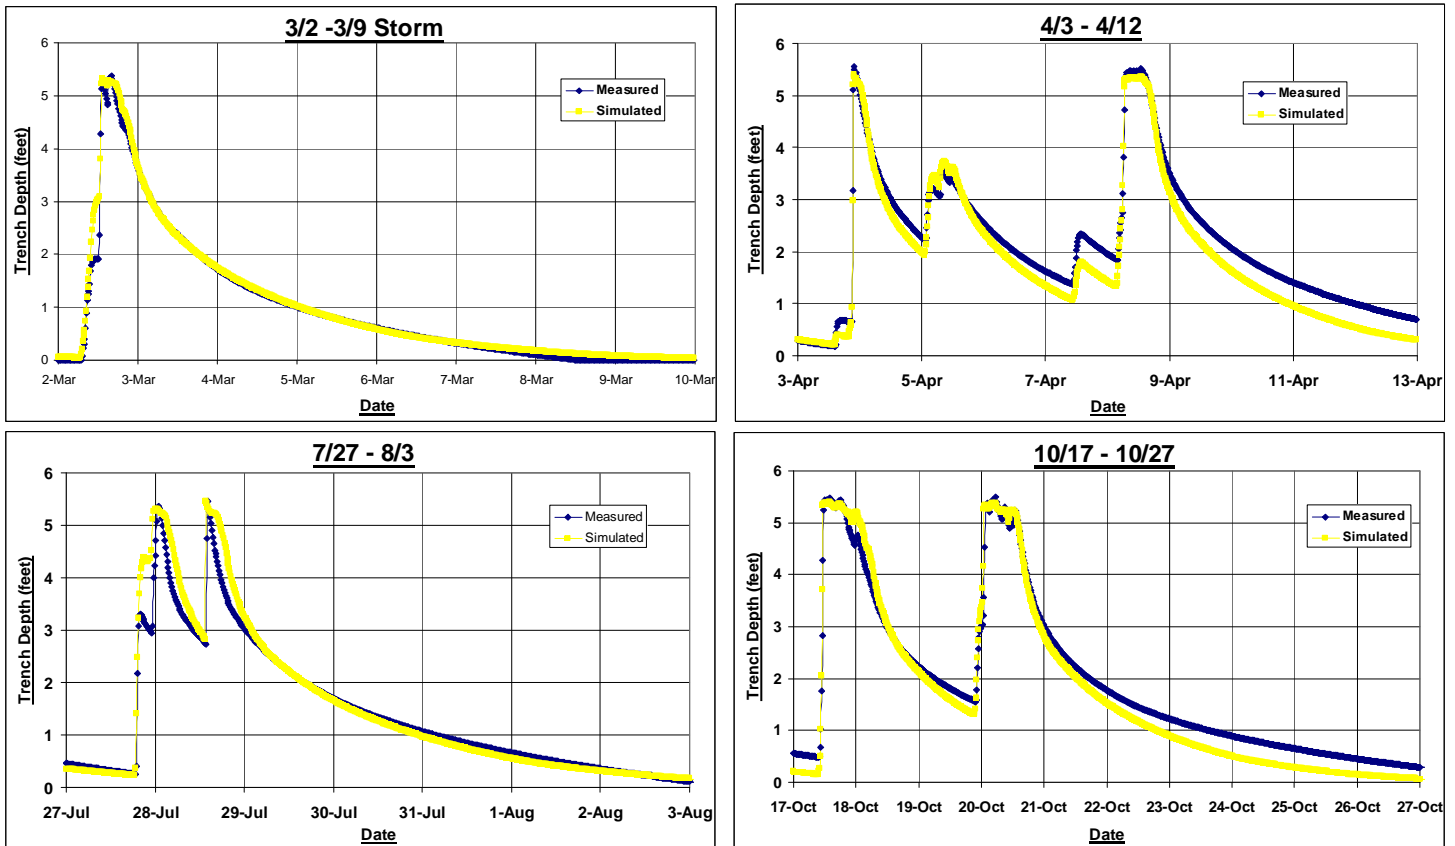 3/2 -3/9 Storm
Trench Depth (feet)
6
5
4
3
2
1
0
Measured
Simulated
2-Mar 3-Mar 4-Mar 5-Mar 6-Mar 7-Mar 8-Mar 9-Mar 10-Mar
Date
4/3 - 4/12
Trench Depth (feet)
6
5
4
3
2
1
0
Measured
Simulated
3-Apr 5-Apr 7-Apr 9-Apr 11-Apr 13-Apr
Date
7/27 - 8/3
Trench Depth (feet)
6
5
4
3
2
1
0
Measured
Simulated
27-Jul 28-Jul 29-Jul 30-Jul 31-Jul 1-Aug 2-Aug 3-Aug
Date
10/17 - 10/27
Trench Depth (feet)
6
5
4
3
2
1
0
Measured
Simulated
17-Oct 18-Oct 19-Oct 20-Oct 21-Oct 22-Oct 23-Oct 24-Oct 25-Oct 26-Oct 27-Oct
Date